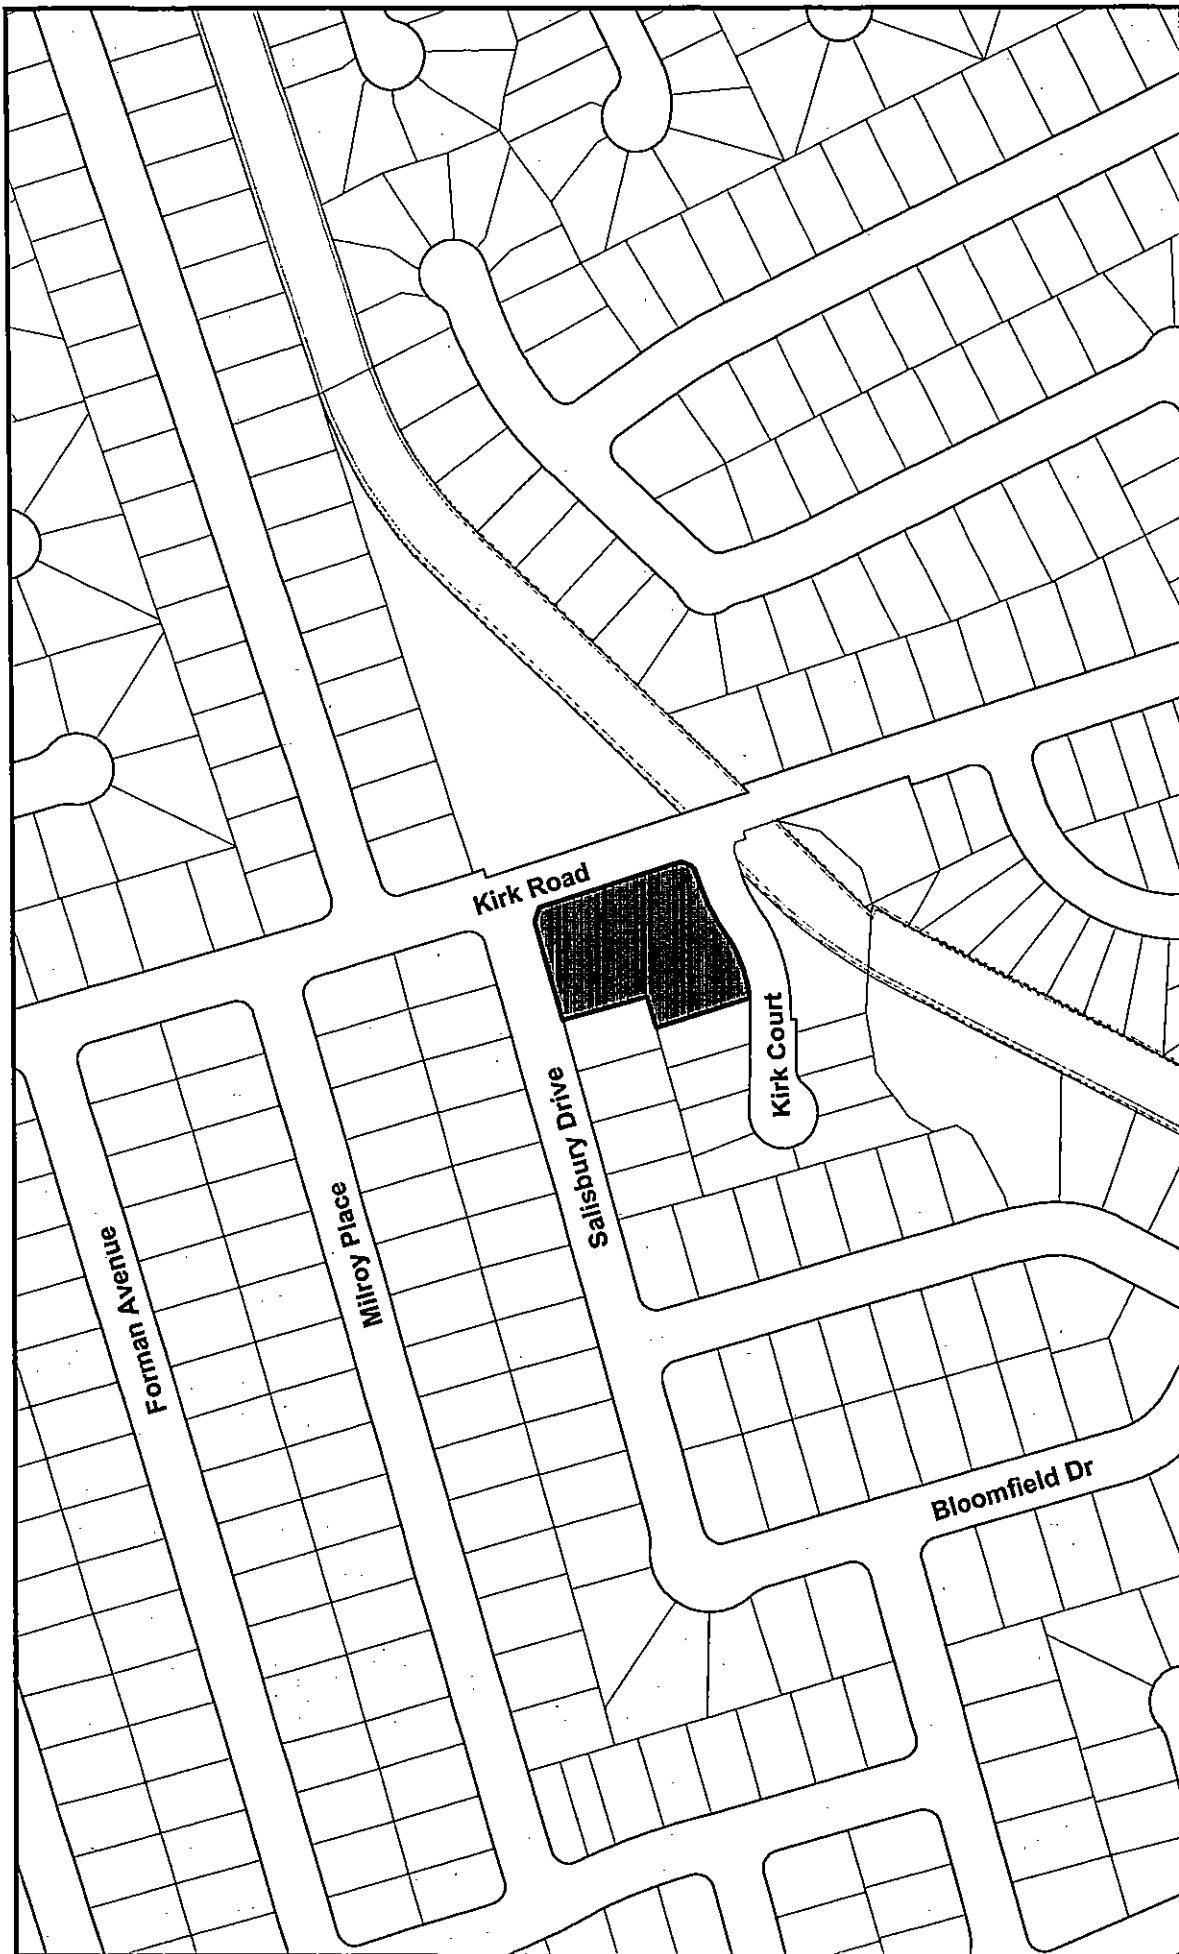 Kirk Road
Kirk Court
Salisbury Drive
Milroy Place
Forman Avenue
Bloomfield Dr